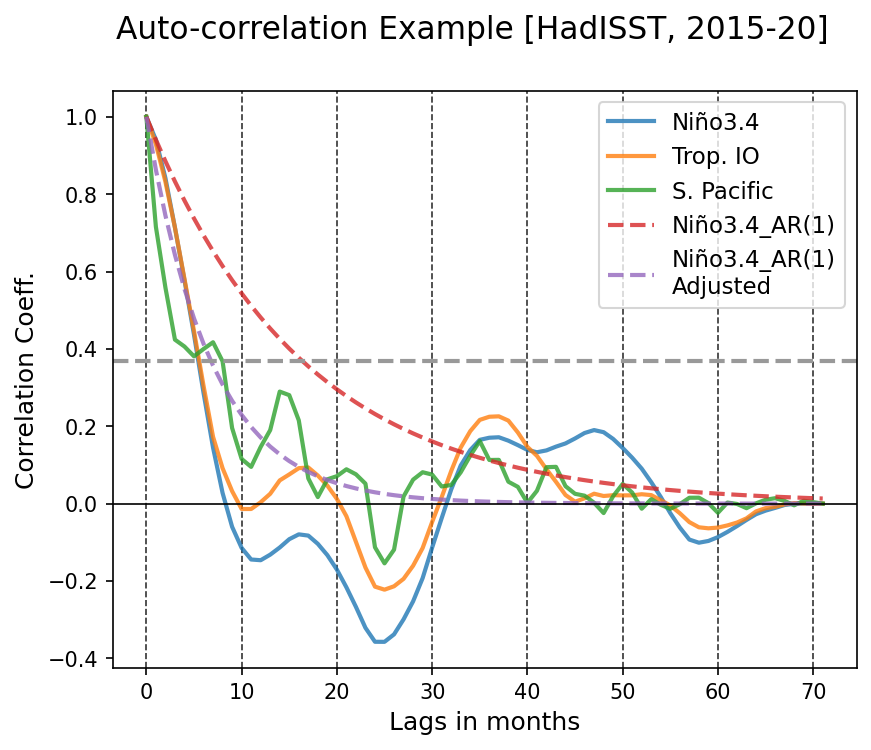 Auto-correlation Example [HadISST, 2015-20]
Niño3.4
Trop. IO
S. Pacific
Niño3.4_AR(1)
Niño3.4_AR(1)
Adjusted
Correlation Coeff.
1.0
0.8
0.6
0.4
0.2
0.0
−0.2
−0.4
0 10 20 30 40 50 60 70
Lags in months